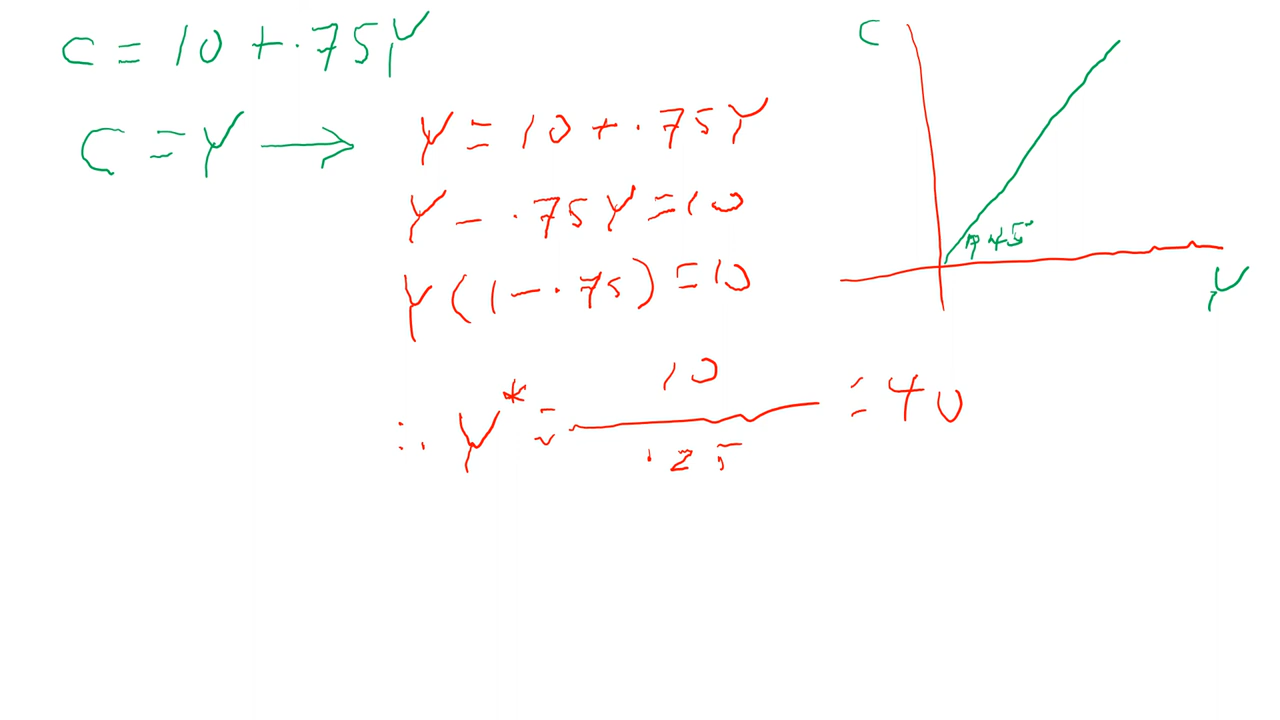 C = 10 + .75Y
C = Y → Y = 10 + .75Y
Y - .75Y = 10
Y (1 - .75) = 10
∴ Y* = 10 / .25 = 40
C
45°
Y